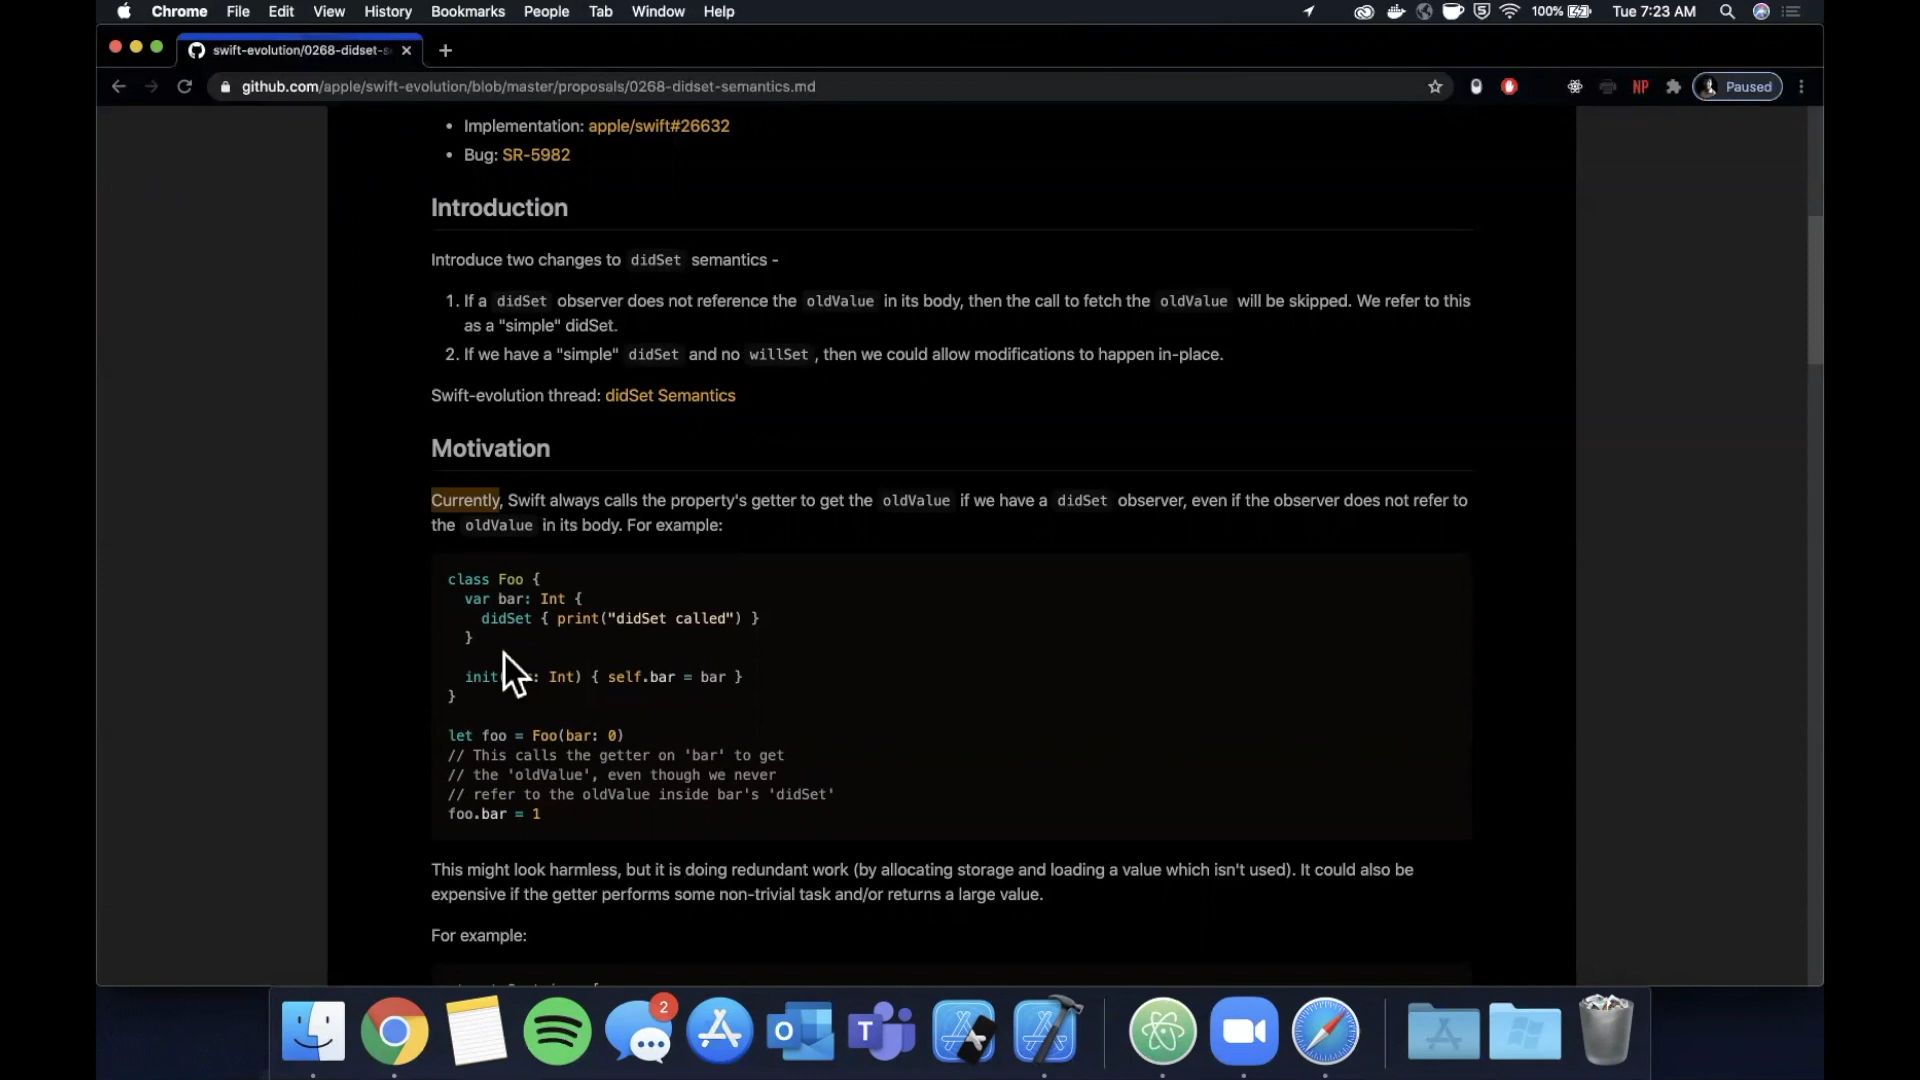 Chrome File Edit View History Bookmarks People Tab Window Help
5
100%
Tue 7:23 AM
swift-evolution/0268-didset-s
github.com/apple/swift-evolution/blob/master/proposals/0268-didset-semantics.md
NP
Paused
Implementation: apple/swift#26632
Bug: SR-5982
Introduction
Introduce two changes to didSet semantics -
1. If a didSet observer does not reference the oldValue in its body, then the call to fetch the oldValue will be skipped. We refer to this
as a "simple" didSet.
2. If we have a "simple" didSet and no willSet , then we could allow modifications to happen in-place.
Swift-evolution thread: didSet Semantics
Motivation
Currently, Swift always calls the property's getter to get the oldValue if we have a didSet observer, even if the observer does not refer to
the oldValue in its body. For example:
class Foo {
var bar: Int {
didSet { print("didSet called") }
}
init( : Int) { self.bar = bar }
}
let foo = Foo(bar: 0)
// This calls the getter on 'bar' to get
// the 'oldValue', even though we never
// refer to the oldValue inside bar's 'didSet'
foo.bar = 1
This might look harmless, but it is doing redundant work (by allocating storage and loading a value which isn't used). It could also be
expensive if the getter performs some non-trivial task and/or returns a large value.
For example:
2